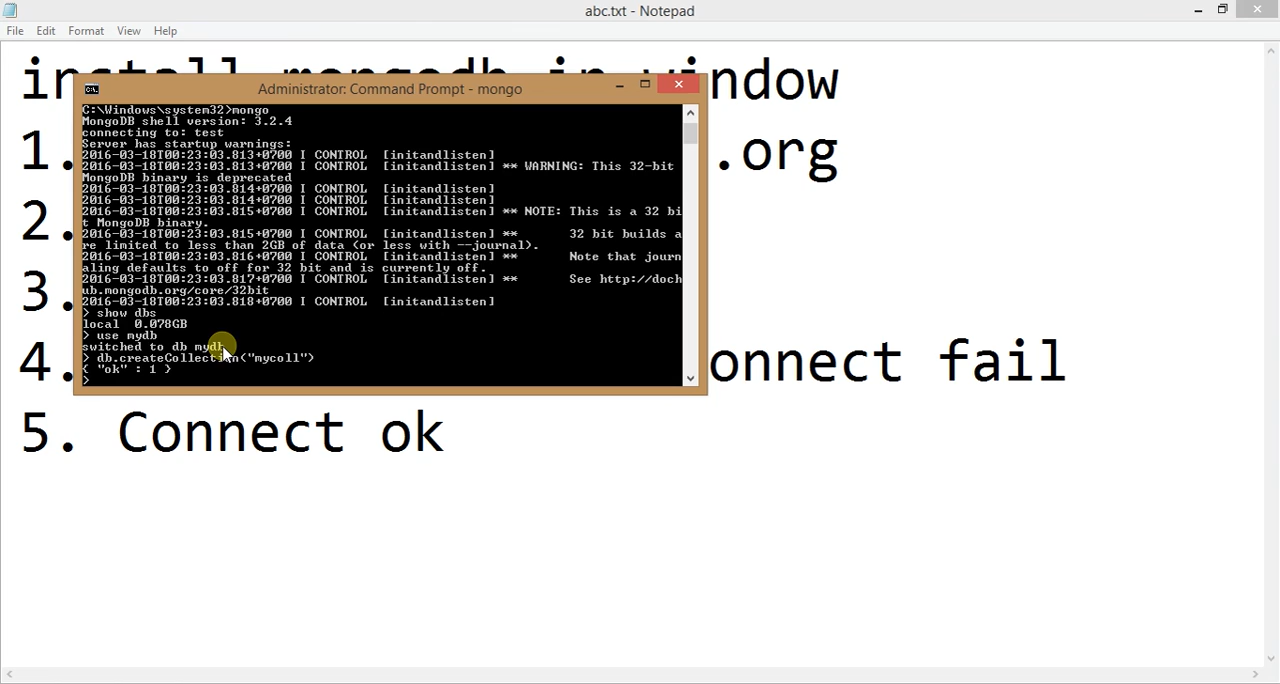 abc.txt - Notepad
File Edit Format View Help
install mongodb in window
Administrator: Command Prompt - mongo
C:\Windows\system32>mongo
MongoDB shell version: 3.2.4
connecting to: test
Server has startup warnings:
2016-03-18T00:23:03.813+0700 I CONTROL [initandlisten]
2016-03-18T00:23:03.813+0700 I CONTROL [initandlisten] ** WARNING: This 32-bit
MongoDB binary is deprecated
2016-03-18T00:23:03.814+0700 I CONTROL [initandlisten]
2016-03-18T00:23:03.814+0700 I CONTROL [initandlisten]
2016-03-18T00:23:03.815+0700 I CONTROL [initandlisten] ** NOTE: This is a 32 bi
t MongoDB binary.
2016-03-18T00:23:03.815+0700 I CONTROL [initandlisten] ** 32 bit builds a
re limited to less than 2GB of data (or less with --journal).
2016-03-18T00:23:03.816+0700 I CONTROL [initandlisten] ** Note that journ
aling defaults to off for 32 bit and is currently off.
2016-03-18T00:23:03.817+0700 I CONTROL [initandlisten] ** See http://doch
ub.mongodb.org/core/32bit
2016-03-18T00:23:03.818+0700 I CONTROL [initandlisten]
> show dbs
local 0.078GB
> use mydb
switched to db mydb
> db.createCollection("mycoll")
{ "ok" : 1 }
>
1. .org
2.
3.
4. onnect fail
5. Connect ok